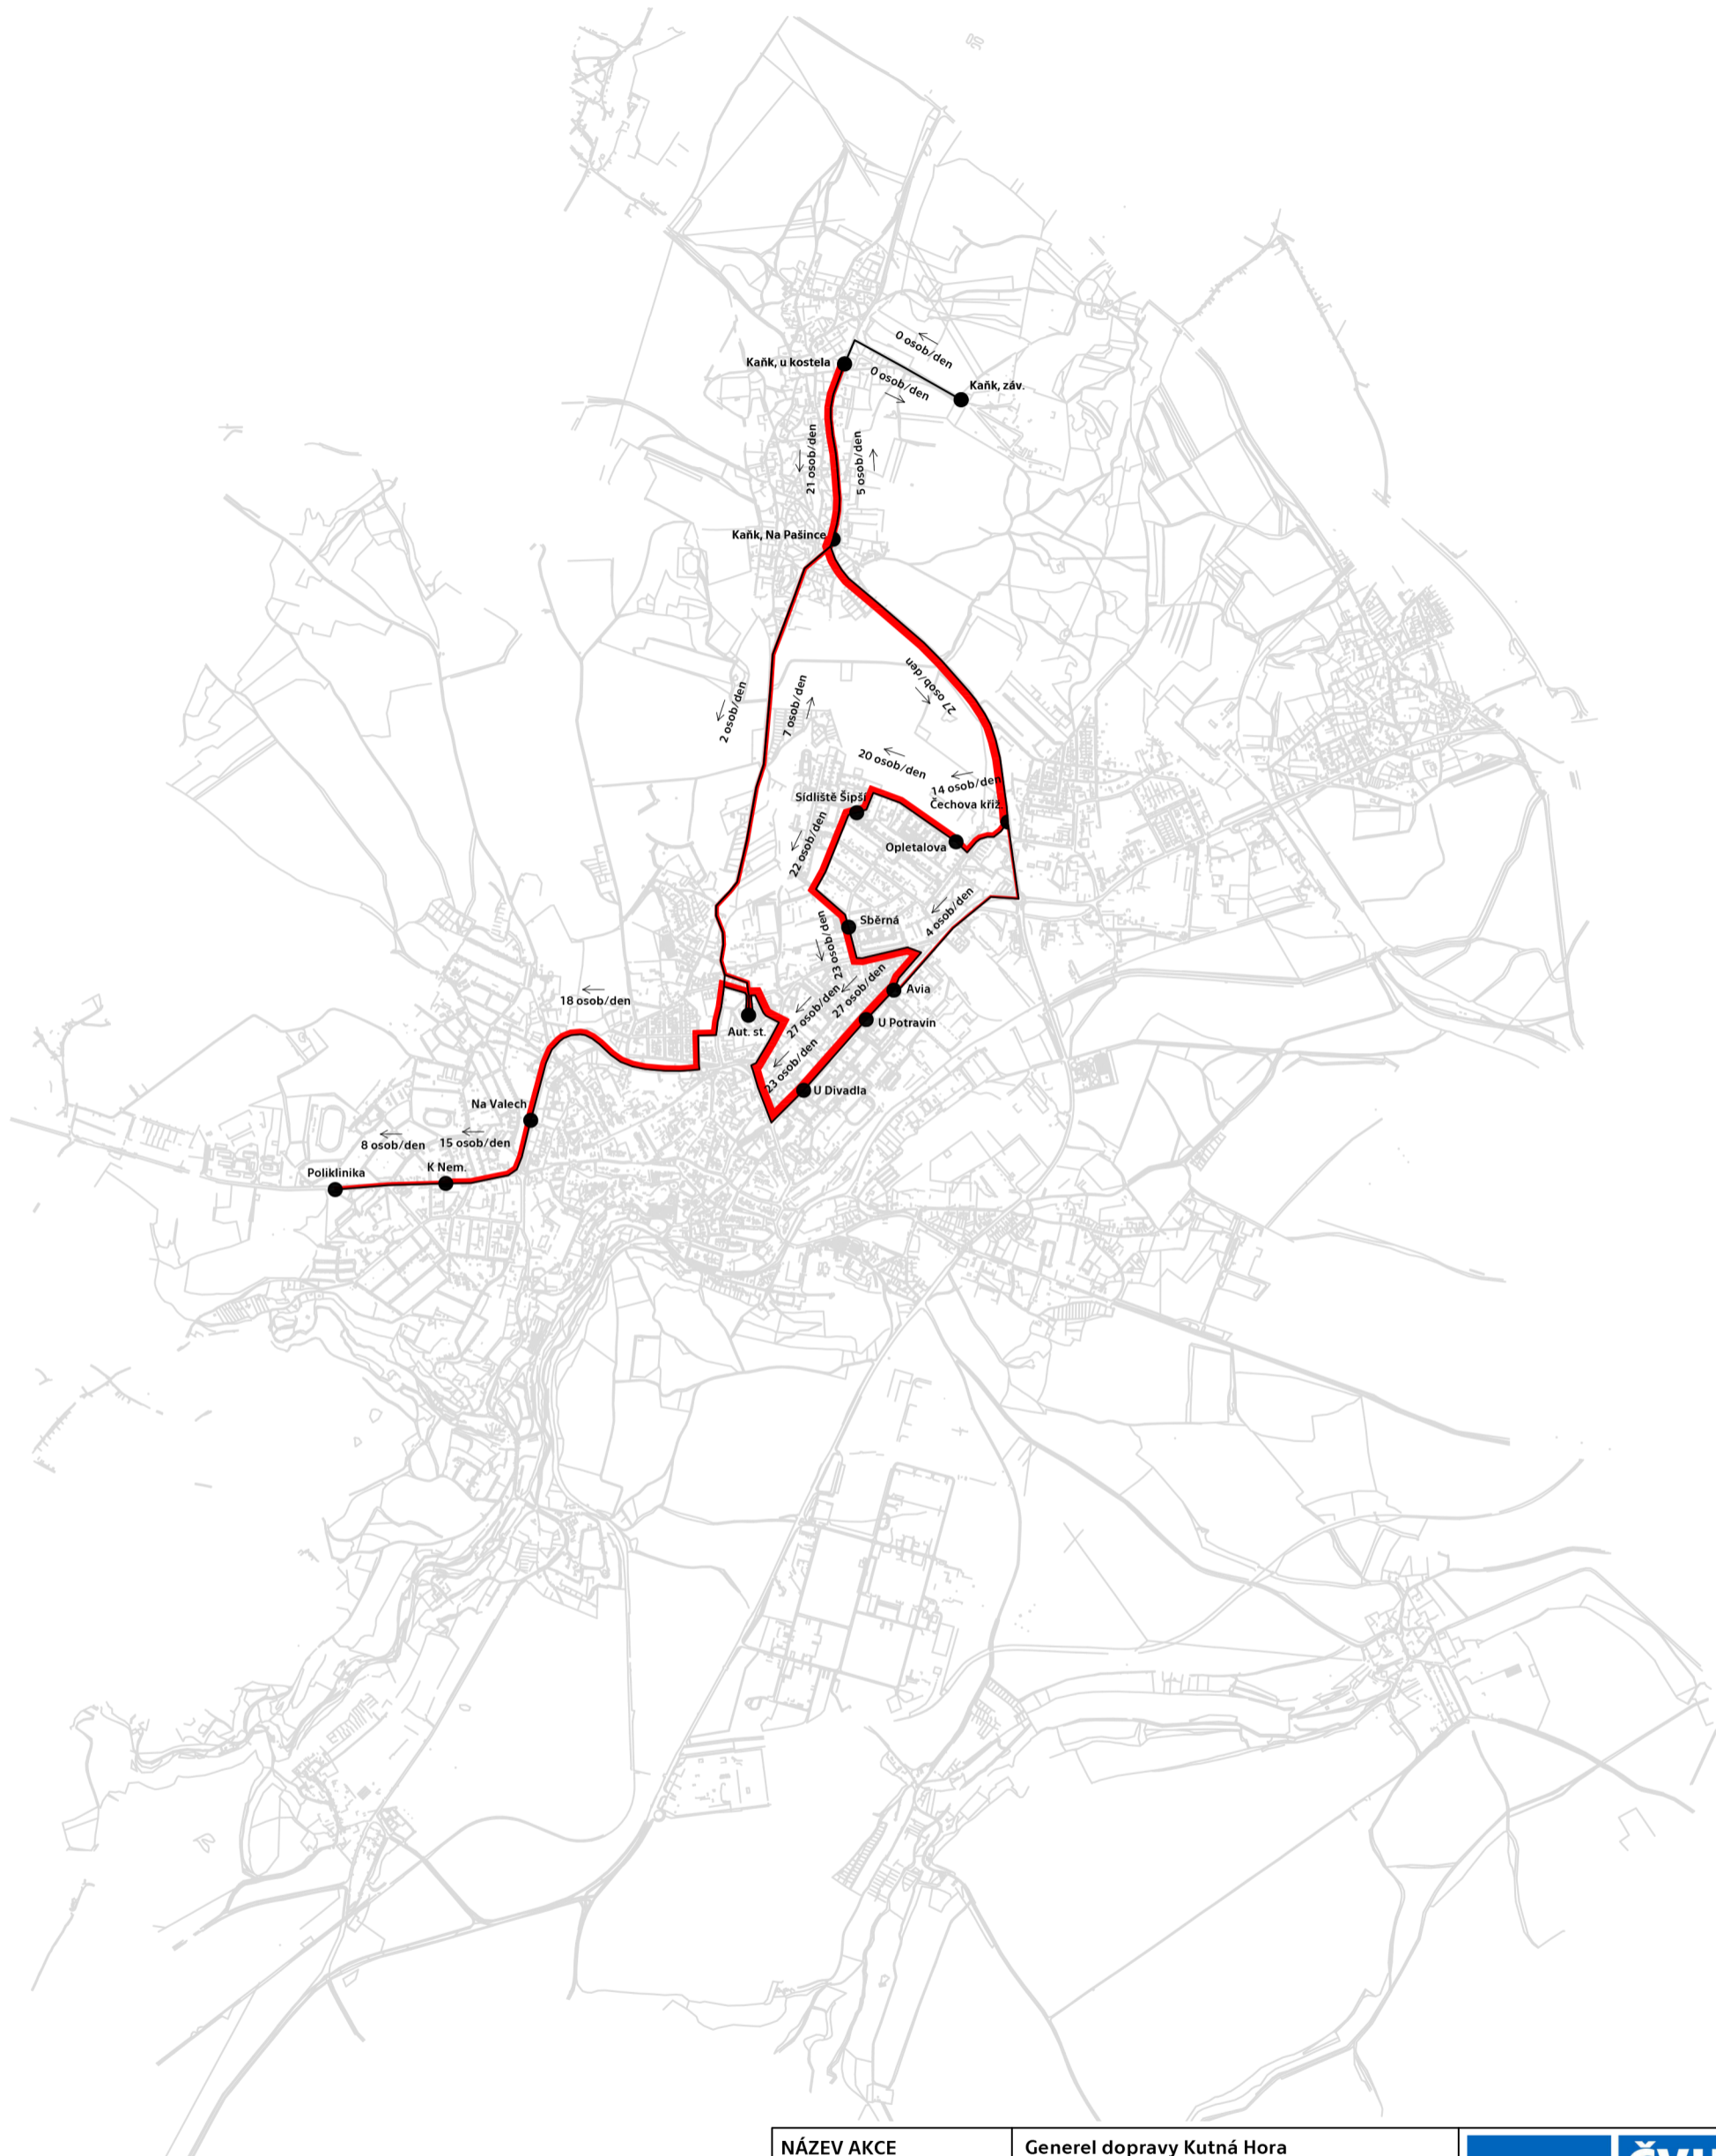 0 osob/den
Kaňk, u kostela
0 osob/den
Kaňk, záv.
21 osob/den
5 osob/den
Kaňk, Na Pašince
27 osob/den
2 osob/den
7 osob/den
20 osob/den
14 osob/den
Sídliště Šipší
Čechova křiž.
22 osob/den
Opletalova
4 osob/den
Sběrná
23 osob/den
27 osob/den
Avia
18 osob/den
27 osob/den
U Potravin
Aut. st.
23 osob/den
U Divadla
Na Valech
8 osob/den
15 osob/den
K Nem.
Poliklinika
NÁZEV AKCE
Generel dopravy Kutná Hora